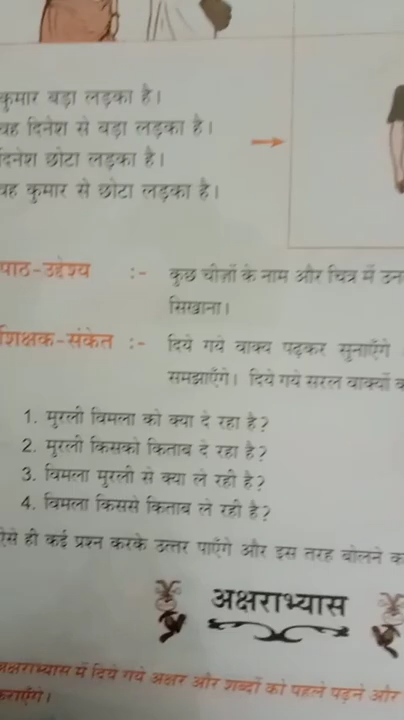 कुमार बड़ा लड़का है।
वह दिनेश से बड़ा लड़का है।
दिनेश छोटा लड़का है।
वह कुमार से छोटा लड़का है।
पाठ-उद्देश्य :- कुछ चीज़ों के नाम और चित्र में
सिखाना।
शिक्षक-संकेत :- दिये गये वाक्य पढ़कर सुनाएँगे
समझाएँगे। दिये गये सरल वाक्यों
1. मुरली विमला को क्या दे रहा है?
2. मुरली किसको किताब दे रहा है?
3. विमला मुरली से क्या ले रही है?
4. विमला किससे किताब ले रही है?
ऐसे ही कई प्रश्न करके उत्तर पाएँगे और इस तरह बोलने
अक्षराभ्यास
अक्षराभ्यास में दिये गये अक्षर और शब्दों को पहले पढ़ने और
कराएँगे।